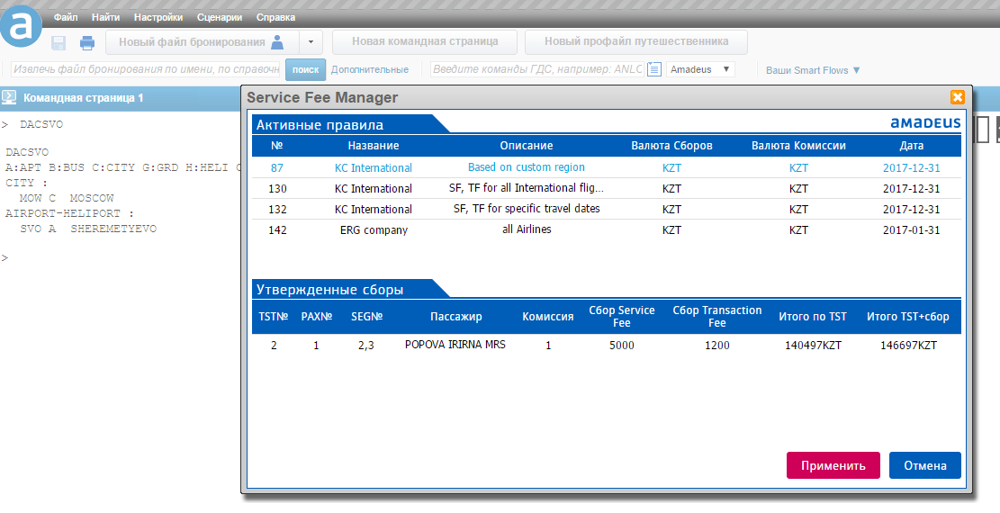 a
Файл Найти Настройки Сценарии Справка
Новый файл бронирования Новая командная страница Новый профайл путешественника
Извлечь файл бронирования по имени, по справочн поиск Дополнительные Введите команды ГДС, например: ANLC Amadeus Ваши Smart Flows
Командная страница 1
> DACSVO
DACSVO
A:APT B:BUS C:CITY G:GRD H:HELI
CITY :
MOW C MOSCOW
AIRPORT-HELIPORT :
SVO A SHEREMETYEVO
>
Service Fee Manager
Активные правила amadeus
№ Название Описание Валюта Сборов Валюта Комиссии Дата
87 KC International Based on custom region KZT KZT 2017-12-31
130 KC International SF, TF for all International flig... KZT KZT 2017-12-31
132 KC International SF, TF for specific travel dates KZT KZT 2017-12-31
142 ERG company all Airlines KZT KZT 2017-01-31
Утвержденные сборы
TST№ PAX№ SEG№ Пассажир Комиссия Сбор Service Fee Сбор Transaction Fee Итого по TST Итого TST+сбор
2 1 2,3 POPOVA IRIRNA MRS 1 5000 1200 140497KZT 146697KZT
Применить Отмена